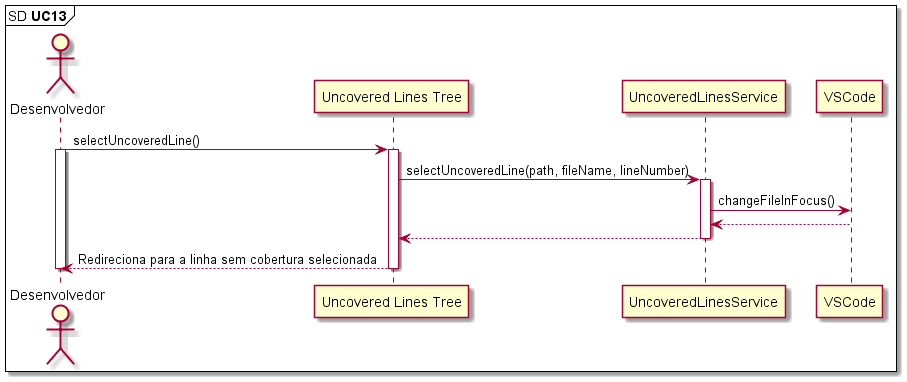 SD UC13
Desenvolvedor
Uncovered Lines Tree
UncoveredLinesService
VSCode
selectUncoveredLine()
selectUncoveredLine(path, fileName, lineNumber)
changeFileInFocus()
Redireciona para a linha sem cobertura selecionada
Desenvolvedor
Uncovered Lines Tree
UncoveredLinesService
VSCode